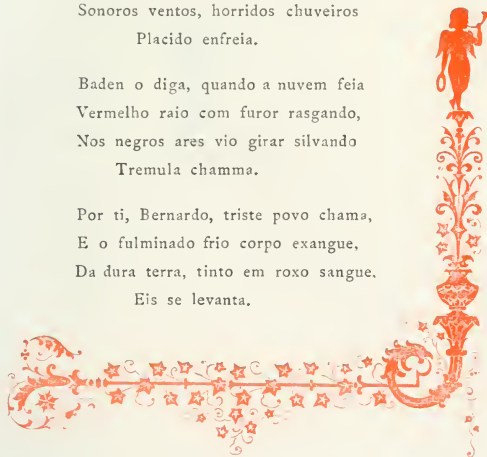 Sonoros ventos, horridos chuveiros
Placido enfreia.
Baden o diga, quando a nuvem feia
Vermelho raio com furor rasgando,
Nos negros ares vio girar silvando
Tremula chamma.
Por ti, Bernardo, triste povo chama,
E o fulminado frio corpo exangue,
Da dura terra, tinto em roxo sangue,
Eis se levanta.